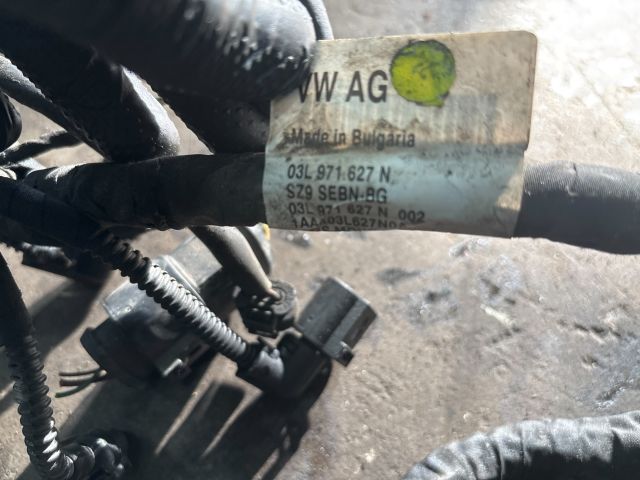 VW AG
Made in Bulgaria
03L 971 627 N
SZ9 SEBN-BG
03L 971 627 N 002